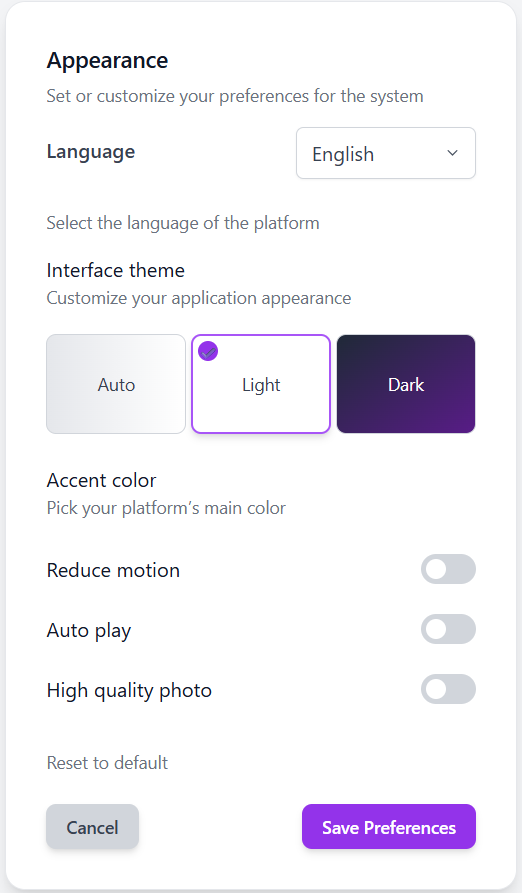 Appearance
Set or customize your preferences for the system
Language
English
Select the language of the platform
Interface theme
Customize your application appearance
Auto
Light
Dark
Accent color
Pick your platform’s main color
Reduce motion
Auto play
High quality photo
Reset to default
Cancel
Save Preferences